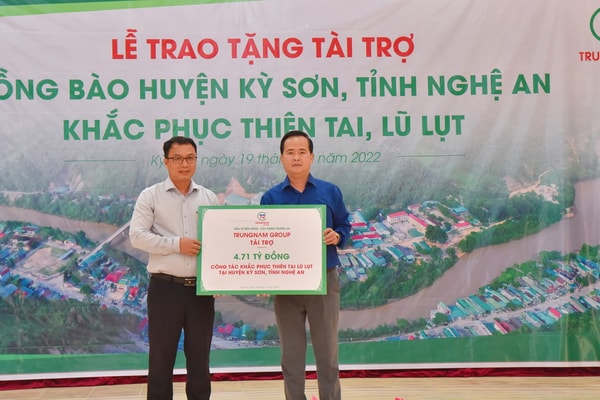 LỄ TRAO TẶNG TÀI TRỢ
ỒNG BÀO HUYỆN KỲ SƠN, TỈNH NGHỆ AN
KHẮC PHỤC THIÊN TAI, LŨ LỤT
Kỳ ngày 19 năm 2022
TRUNG
TRUNGNAM GROUP
TÀI TRỢ
4.71 TỶ ĐỒNG
CÔNG TÁC KHẮC PHỤC THIÊN TAI LŨ LỤT
TẠI HUYỆN KỲ SƠN, TỈNH NGHỆ AN